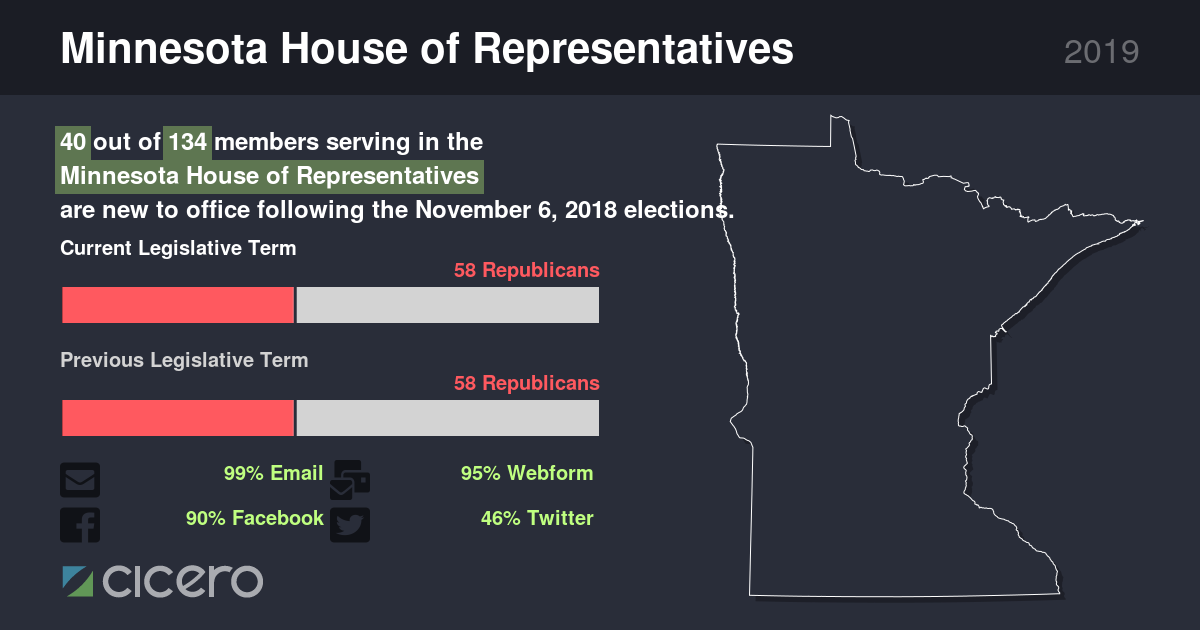 Minnesota House of Representatives
2019
40 out of 134 members serving in the
Minnesota House of Representatives
are new to office following the November 6, 2018 elections.
Current Legislative Term
58 Republicans
Previous Legislative Term
58 Republicans
99% Email
95% Webform
90% Facebook
46% Twitter
cicero